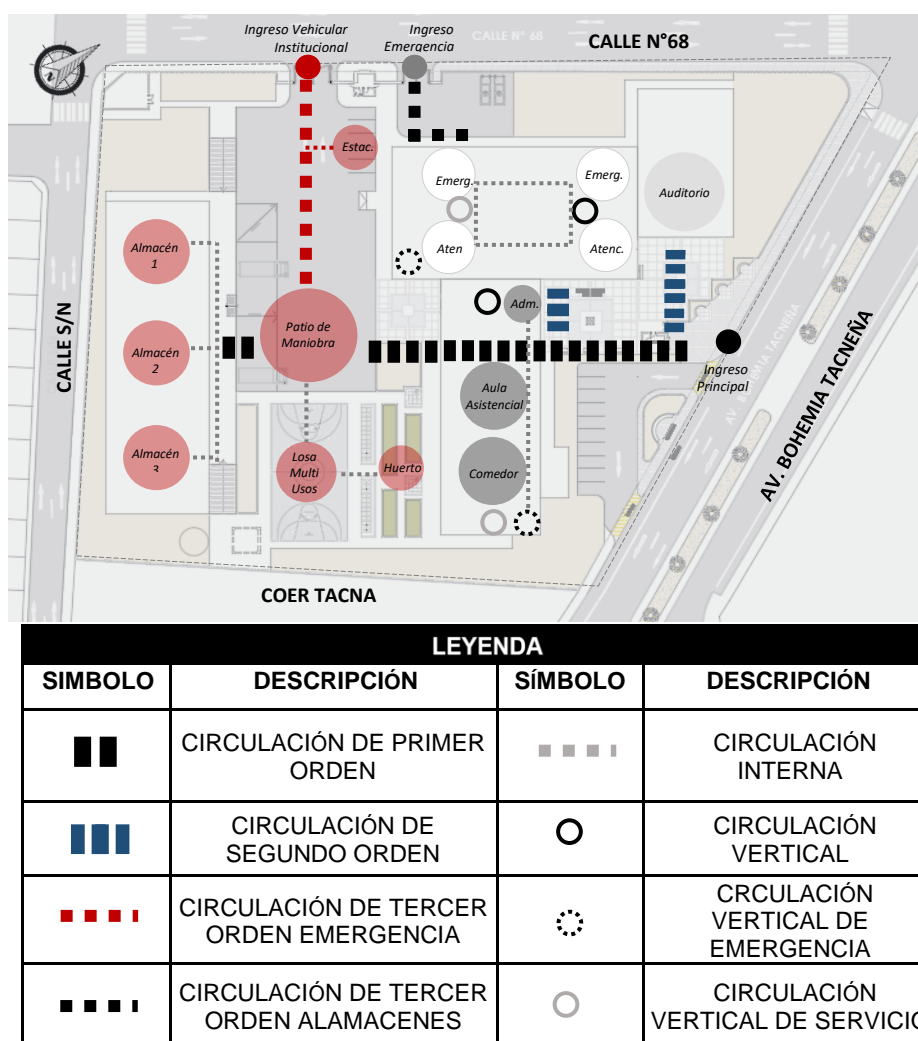 Ingreso Vehicular
Institucional
Ingreso
Emergencia
CALLE N° 68
CALLE N°68
Estac.
Emerg.
Emerg.
Auditorio
Almacén
1
Aten
Atenc.
CALLE S/N
Patio de
Maniobra
Adm.
Almacén
2
Ingreso
Principal
AV. BOHEMIA TACNEÑA
AV. BOHEMIA TACNEÑA
Aula
Asistencial
Almacén
3
Losa
Multi
Usos
Huerto
Comedor
COER TACNA
LEYENDA
SIMBOLO DESCRIPCIÓN SÍMBOLO DESCRIPCIÓN
CIRCULACIÓN DE PRIMER
ORDEN
CIRCULACIÓN
INTERNA
CIRCULACIÓN DE
SEGUNDO ORDEN
CIRCULACIÓN
VERTICAL
CIRCULACIÓN DE TERCER
ORDEN EMERGENCIA
CRCULACIÓN
VERTICAL DE
EMERGENCIA
CIRCULACIÓN DE TERCER
ORDEN ALAMACENES
CIRCULACIÓN
VERTICAL DE SERVICIO